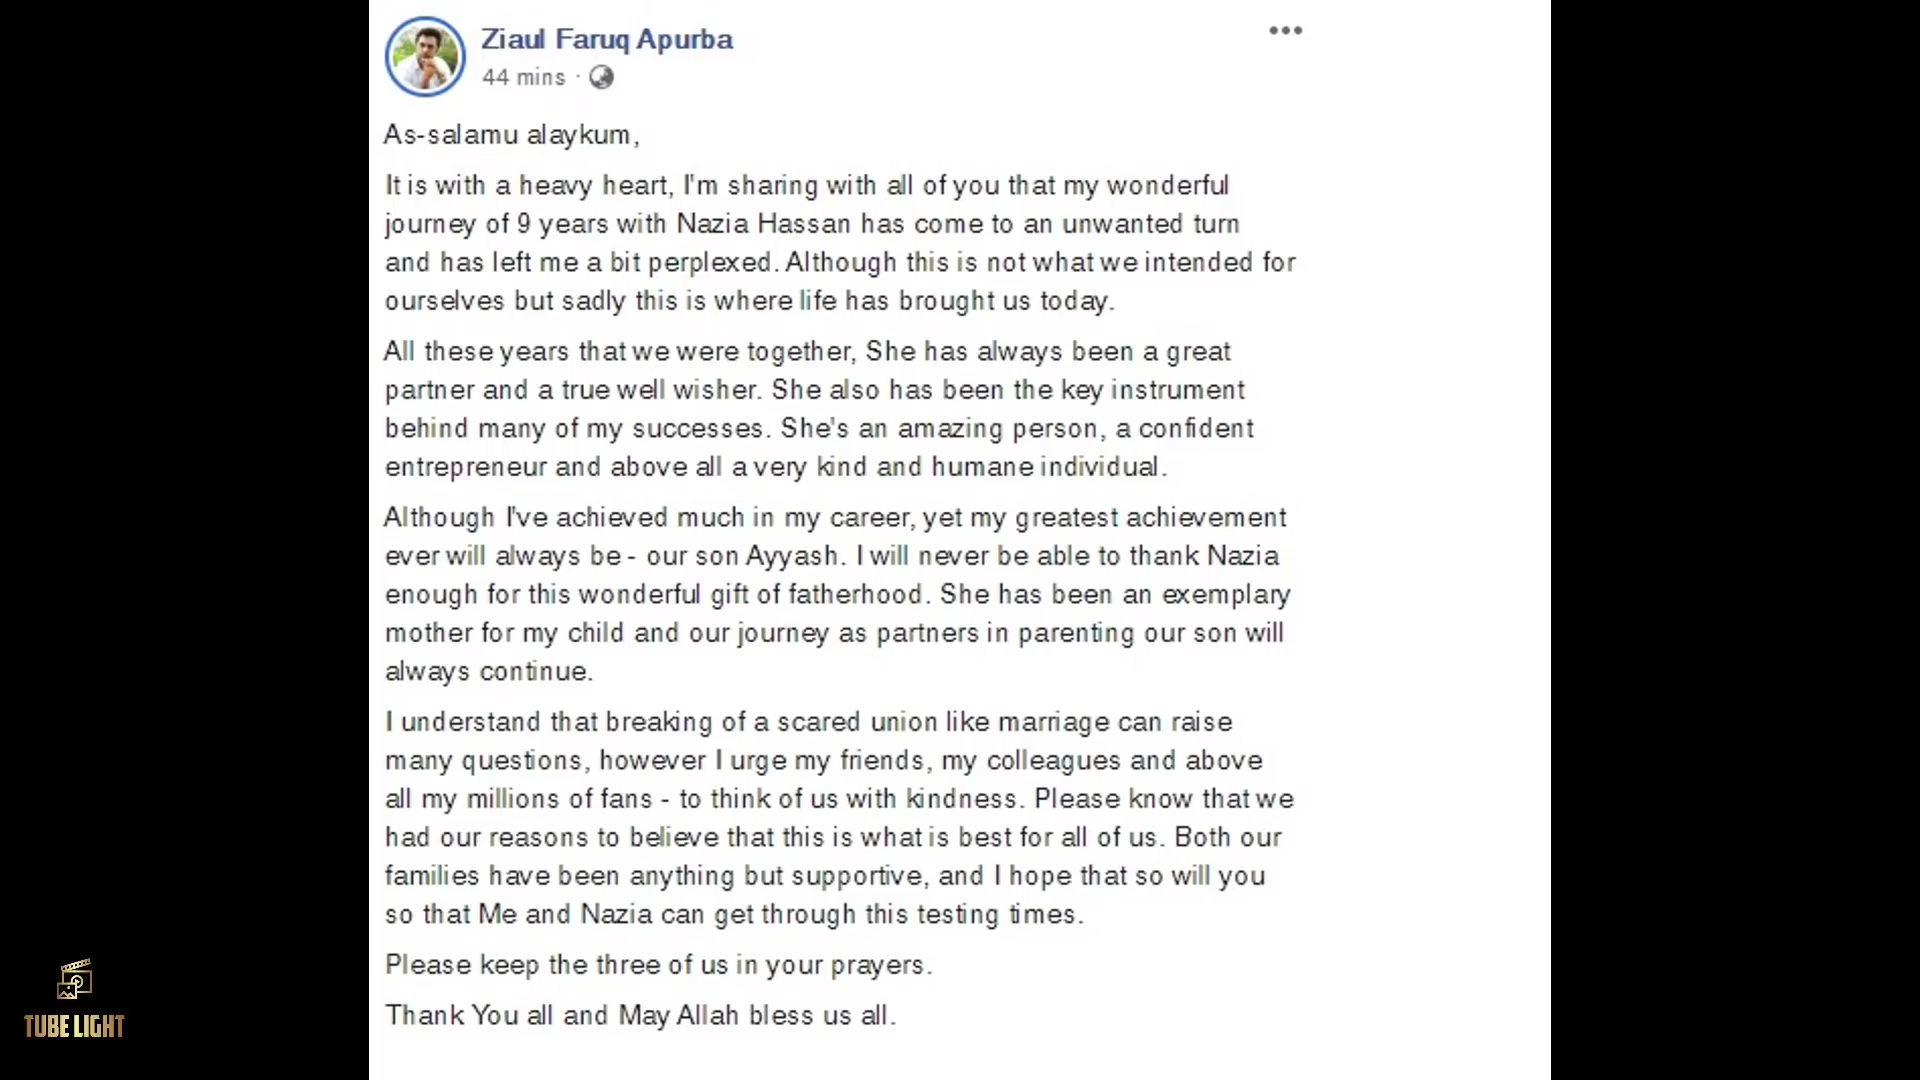 Ziaul Faruq Apurba
44 mins ·
As-salamu alaykum,
It is with a heavy heart, I'm sharing with all of you that my wonderful
journey of 9 years with Nazia Hassan has come to an unwanted turn
and has left me a bit perplexed. Although this is not what we intended for
ourselves but sadly this is where life has brought us today.
All these years that we were together, She has always been a great
partner and a true well wisher. She also has been the key instrument
behind many of my successes. She's an amazing person, a confident
entrepreneur and above all a very kind and humane individual.
Although I've achieved much in my career, yet my greatest achievement
ever will always be - our son Ayyash. I will never be able to thank Nazia
enough for this wonderful gift of fatherhood. She has been an exemplary
mother for my child and our journey as partners in parenting our son will
always continue.
I understand that breaking of a scared union like marriage can raise
many questions, however I urge my friends, my colleagues and above
all my millions of fans - to think of us with kindness. Please know that we
had our reasons to believe that this is what is best for all of us. Both our
families have been anything but supportive, and I hope that so will you
so that Me and Nazia can get through this testing times.
Please keep the three of us in your prayers.
Thank You all and May Allah bless us all.
TUBE LIGHT